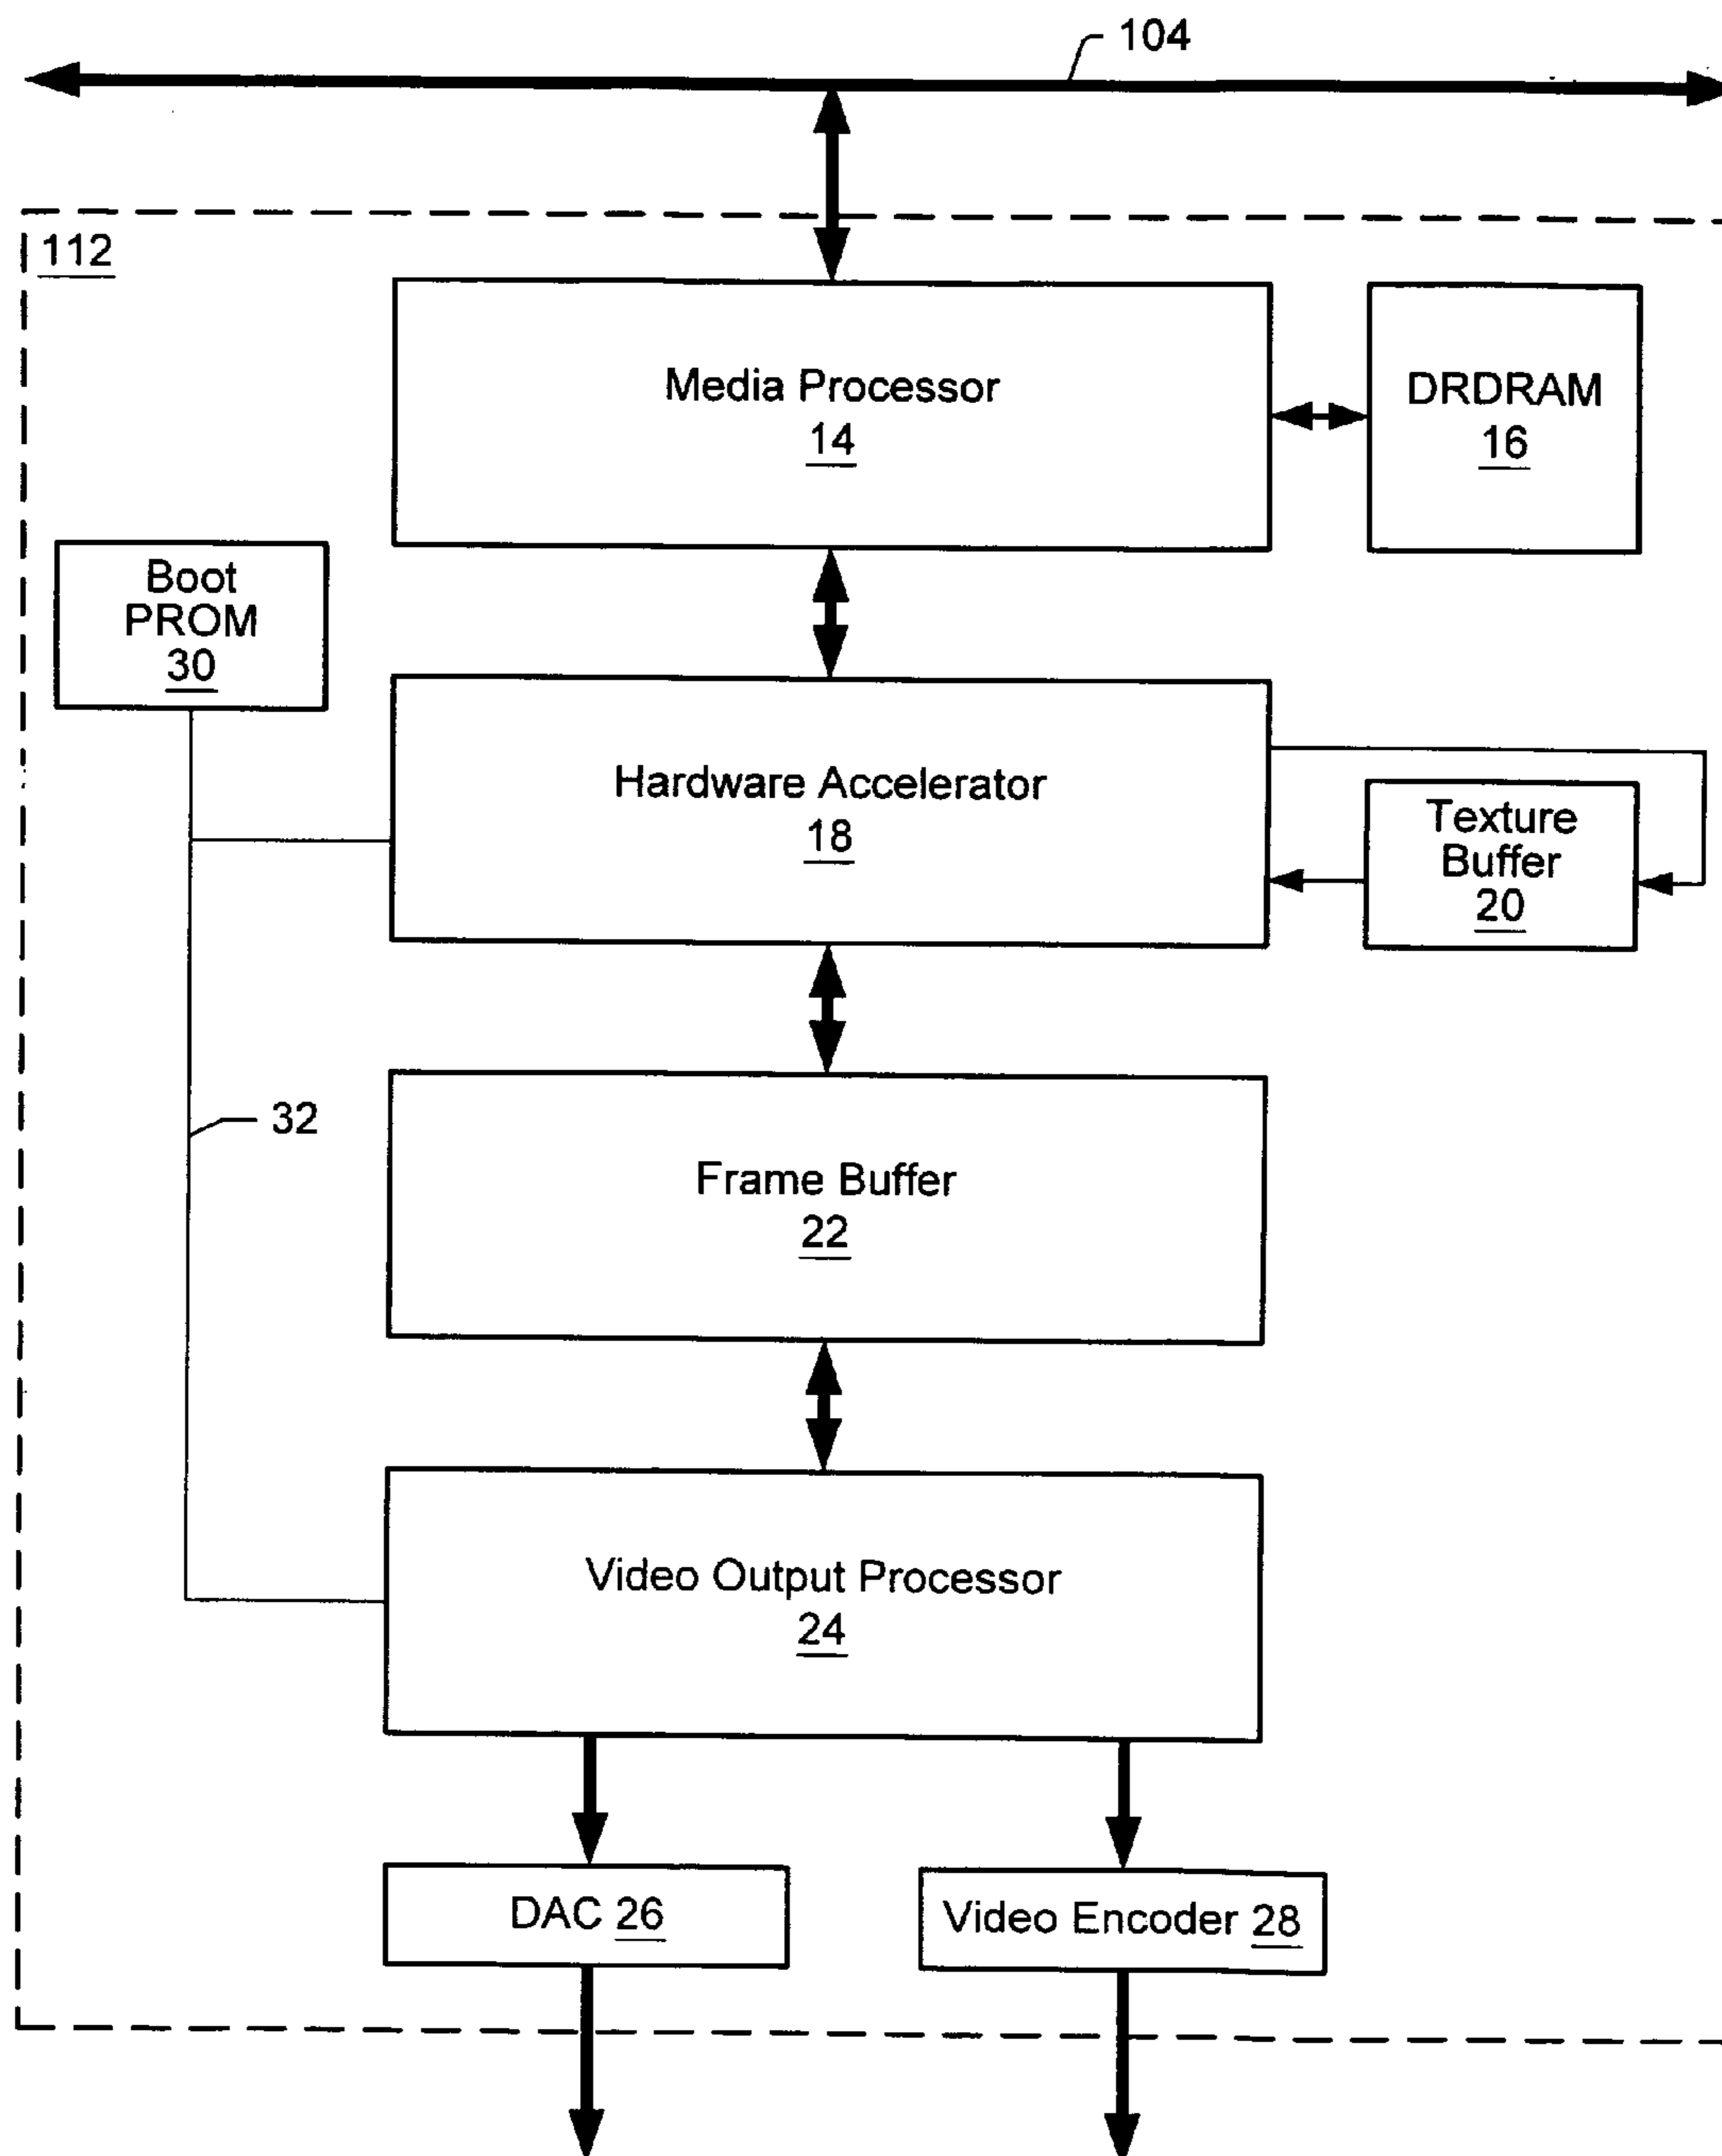 104
112
Media Processor
14
DRDRAM
16
Boot
PROM
30
Hardware Accelerator
18
Texture
Buffer
20
32
Frame Buffer
22
Video Output Processor
24
DAC 26
Video Encoder 28